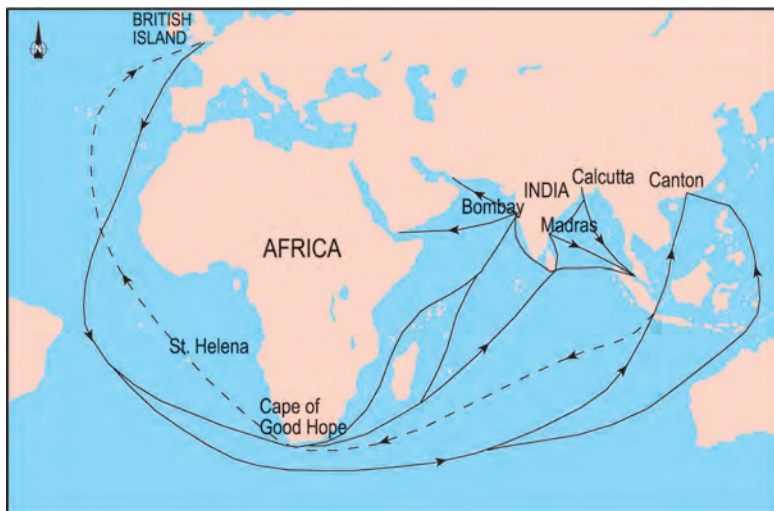 BRITISH
ISLAND
N
INDIA
Calcutta
Canton
Bombay
Madras
AFRICA
St. Helena
Cape of
Good Hope